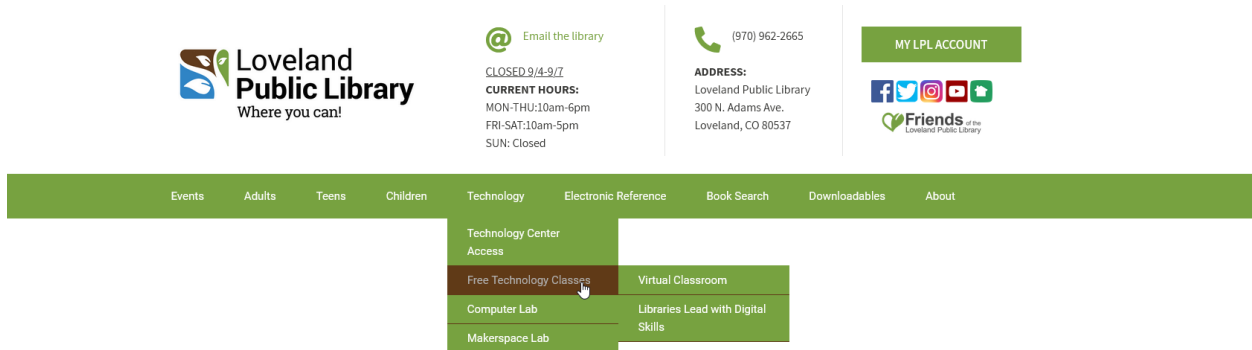 Loveland
Public Library
Where you can!
Email the library
CLOSED 9/4-9/7
CURRENT HOURS:
MON-THU:10am-6pm
FRI-SAT:10am-5pm
SUN: Closed
(970) 962-2665
ADDRESS:
Loveland Public Library
300 N. Adams Ave.
Loveland, CO 80537
MY LPL ACCOUNT
Friends of the
Loveland Public Library
Events Adults Teens Children Technology Electronic Reference Book Search Downloadables About
Technology Center
Access
Free Technology Classes
Computer Lab
Makerspace Lab
Virtual Classroom
Libraries Lead with Digital
Skills